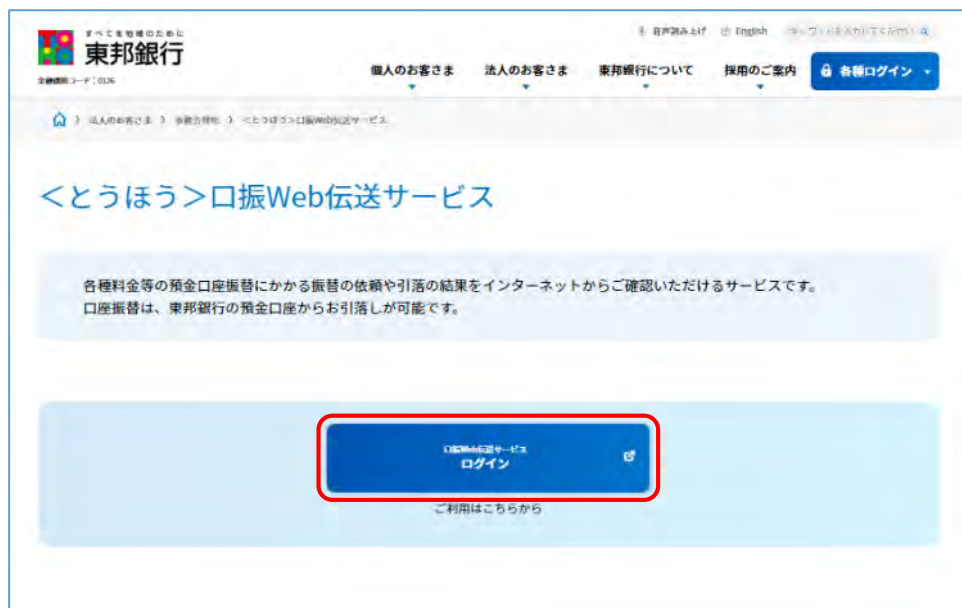 すべてを地域のために
東邦銀行
金融機関コード：0126
音声読み上げ
English
個人のお客さま
法人のお客さま
東邦銀行について
採用のご案内
各種ログイン
法人のお客さま 〉 〉 <とうほう>口振Web伝送サービス
＜とうほう＞口振Web伝送サービス
各種料金等の預金口座振替にかかる振替の依頼や引落の結果をインターネットからご確認いただけるサービスです。
口座振替は、東邦銀行の預金口座からお引落しが可能です。
口振Web伝送サービス
ログイン
ご利用はこちらから